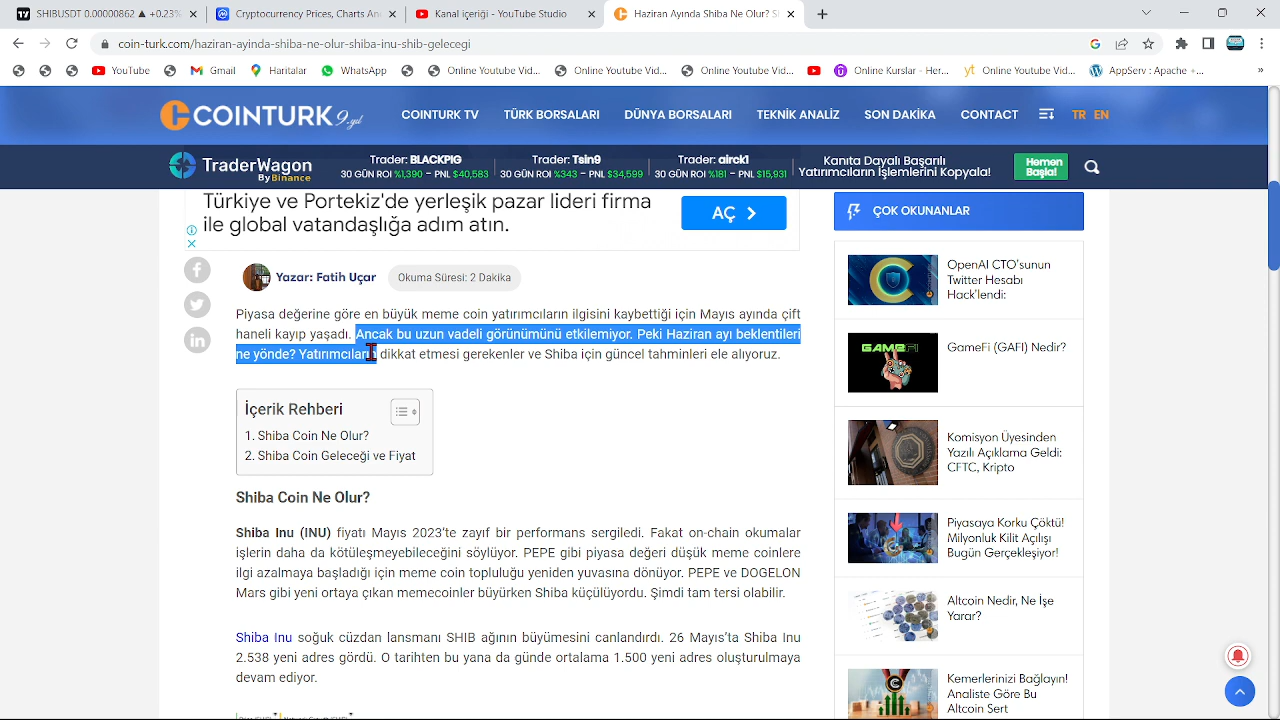 SHIBUSDT 0.00000862 ▲ +0.23%
Cryptocurrency Prices, Charts An
Kanal içeriği - YouTube Studio
Haziran Ayında Shiba Ne Olur? S
coin-turk.com/haziran-ayinda-shiba-ne-olur-shiba-inu-shib-gelecegi
YouTube
Gmail
Haritalar
WhatsApp
Online Youtube Vid...
Online Youtube Vid...
Online Youtube Vid...
Online Kurslar - Her...
yt Online Youtube Vid...
AppServ : Apache +...
»
COINTURK 9.yıl
COINTURK TV
TÜRK BORSALARI
DÜNYA BORSALARI
TEKNİK ANALİZ
SON DAKİKA
CONTACT
TR EN
TraderWagon
By Binance
Trader: BLACKPIG
30 GÜN ROI %1,390 - PNL $40,583
Trader: Tsin9
30 GÜN ROI %343 - PNL $34,599
Trader: airck1
30 GÜN ROI %181 - PNL $15,931
Kanıta Dayalı Başarılı
Yatırımcıların İşlemlerini Kopyala!
Hemen
Başla!
Türkiye ve Portekiz'de yerleşik pazar lideri firma
ile global vatandaşlığa adım atın.
AÇ
Yazar: Fatih Uçar
Okuma Süresi: 2 Dakika
Piyasa değerine göre en büyük meme coin yatırımcıların ilgisini kaybettiği için Mayıs ayında çift
haneli kayıp yaşadı. Ancak bu uzun vadeli görünümünü etkilemiyor. Peki Haziran ayı beklentileri
ne yönde? Yatırımcıların dikkat etmesi gerekenler ve Shiba için güncel tahminleri ele alıyoruz.
İçerik Rehberi
1. Shiba Coin Ne Olur?
2. Shiba Coin Geleceği ve Fiyat
Shiba Coin Ne Olur?
Shiba Inu (INU) fiyatı Mayıs 2023'te zayıf bir performans sergiledi. Fakat on-chain okumalar
işlerin daha da kötüleşmeyebileceğini söylüyor. PEPE gibi piyasa değeri düşük meme coinlere
ilgi azalmaya başladığı için meme coin topluluğu yeniden yuvasına dönüyor. PEPE ve DOGELON
Mars gibi yeni ortaya çıkan memecoinler büyürken Shiba küçülüyordu. Şimdi tam tersi olabilir.
Shiba Inu soğuk cüzdan lansmanı SHIB ağının büyümesini canlandırdı. 26 Mayıs'ta Shiba Inu
2.538 yeni adres gördü. O tarihten bu yana da günde ortalama 1.500 yeni adres oluşturulmaya
devam ediyor.
ÇOK OKUNANLAR
OpenAI CTO'sunun
Twitter Hesabı
Hack'lendi:
GAMEFI
GameFi (GAFI) Nedir?
Komisyon Üyesinden
Yazılı Açıklama Geldi:
CFTC, Kripto
Piyasaya Korku Çöktü!
Milyonluk Kilit Açılışı
Bugün Gerçekleşiyor!
Altcoin Nedir, Ne İşe
Yarar?
Kemerlerinizi Bağlayın!
Analiste Göre Bu
Altcoin Sert